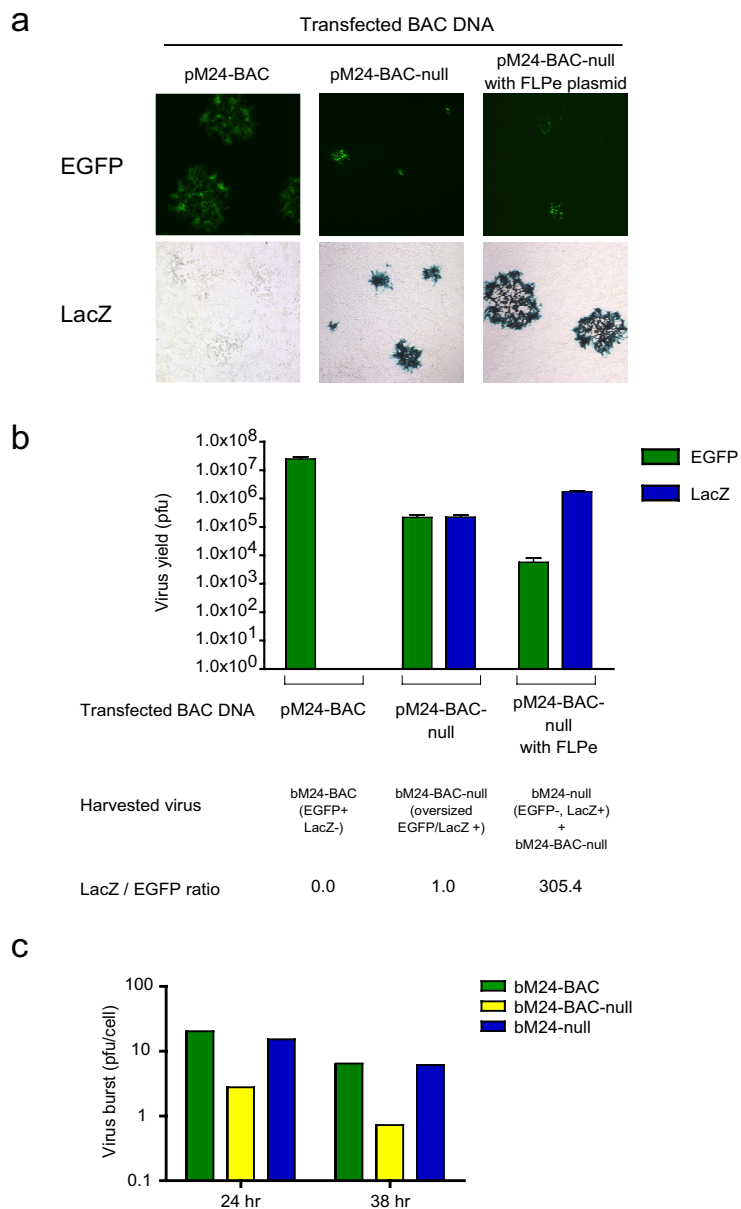 a
Transfected BAC DNA
pM24-BAC
pM24-BAC-null
pM24-BAC-null
with FLPe plasmid
EGFP
LacZ
b
Virus yield (pfu)
1.0x10⁸
1.0x10⁷
1.0x10⁶
1.0x10⁵
1.0x10⁴
1.0x10³
1.0x10²
1.0x10¹
1.0x10⁰
EGFP
LacZ
Transfected BAC DNA
pM24-BAC
pM24-BAC-
null
pM24-BAC-
null
with FLPe
Harvested virus
bM24-BAC
(EGFP+
LacZ-)
bM24-BAC-null
(oversized
EGFP/LacZ +)
bM24-null
(EGFP-, LacZ+)
+
bM24-BAC-null
LacZ / EGFP ratio
0.0
1.0
305.4
c
Virus burst (pfu/cell)
100
10
1
0.1
24 hr
38 hr
bM24-BAC
bM24-BAC-null
bM24-null